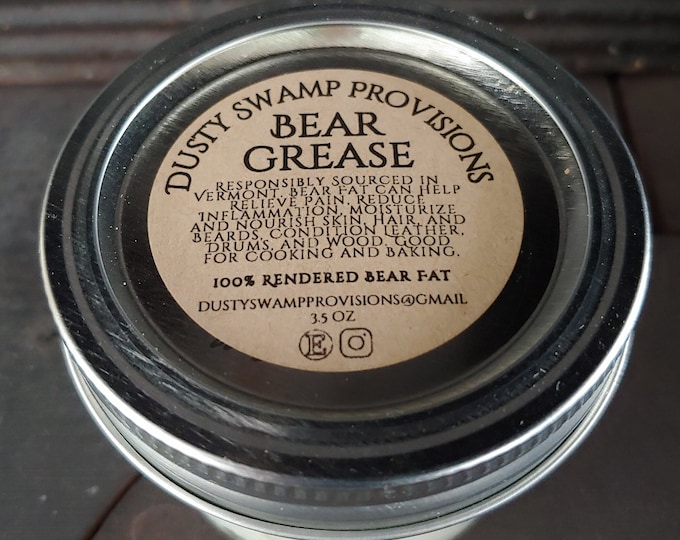 Dusty Swamp Provisions
Bear
Grease
Responsibly sourced in
Vermont. Bear fat can help
relieve pain, reduce
inflammation, moisturize
and nourish skin, hair, and
beards, condition leather,
drums, and wood. Good
for cooking and baking.
100% Rendered Bear Fat
dustyswampprovisions@gmail
3.5 oz
E